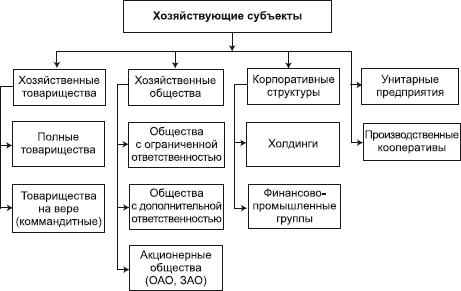 Хозяйствующие субъекты
Хозяйственные
товарищества
Полные
товарищества
Товарищества
на вере
(коммандитные)
Хозяйственные
общества
Общества
с ограниченной
ответственностью
Общества
с дополнительной
ответственностью
Акционерные
общества
(ОАО, ЗАО)
Корпоративные
структуры
Холдинги
Финансово-
промышленные
группы
Унитарные
предприятия
Производственные
кооперативы